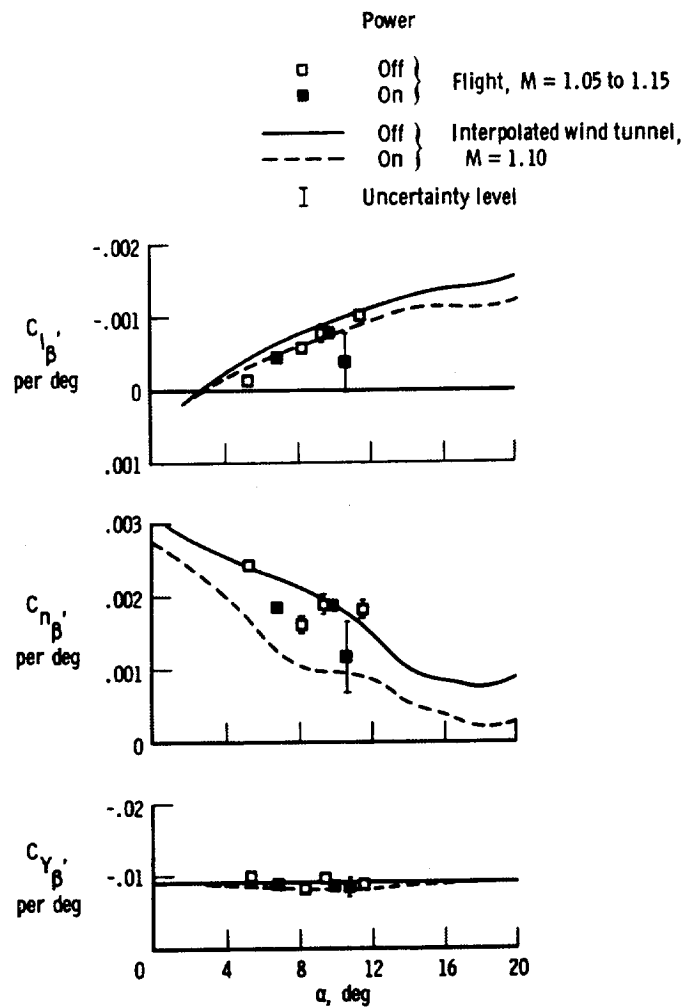 Power
Off
On
Flight, M = 1.05 to 1.15
Off
On
Interpolated wind tunnel,
M = 1.10
Uncertainty level
-.002
-.001
0
.001
C_lβ'
per deg
.003
.002
.001
0
C_nβ'
per deg
-.02
-.01
C_Yβ'
per deg
0 4 8 12 16 20
α, deg